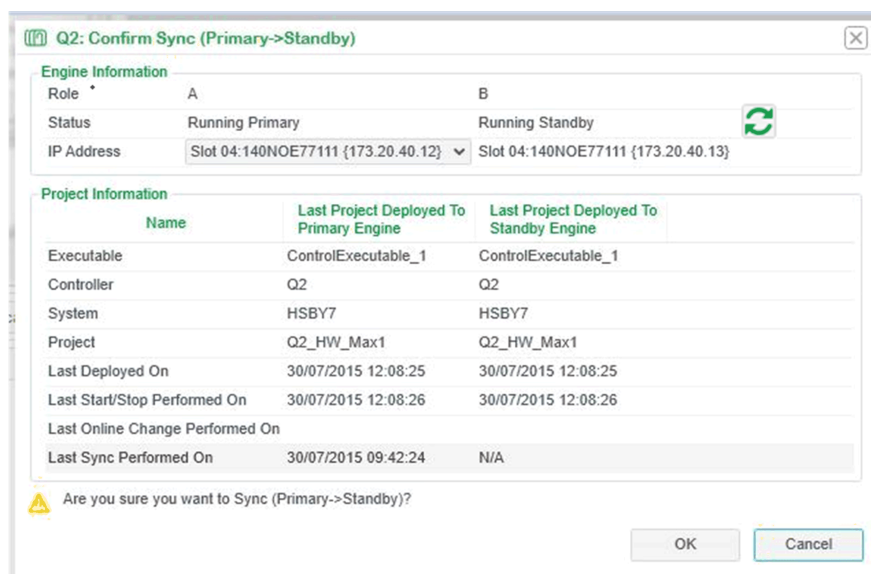 Q2: Confirm Sync (Primary->Standby)
Engine Information
Role A B
Status Running Primary Running Standby
IP Address Slot 04:140NOE77111 {173.20.40.12} Slot 04:140NOE77111 {173.20.40.13}
Project Information
Name Last Project Deployed To Primary Engine Last Project Deployed To Standby Engine
Executable ControlExecutable_1 ControlExecutable_1
Controller Q2 Q2
System HSBY7 HSBY7
Project Q2_HW_Max1 Q2_HW_Max1
Last Deployed On 30/07/2015 12:08:25 30/07/2015 12:08:25
Last Start/Stop Performed On 30/07/2015 12:08:26 30/07/2015 12:08:26
Last Online Change Performed On
Last Sync Performed On 30/07/2015 09:42:24 N/A
Are you sure you want to Sync (Primary->Standby)?
OK Cancel